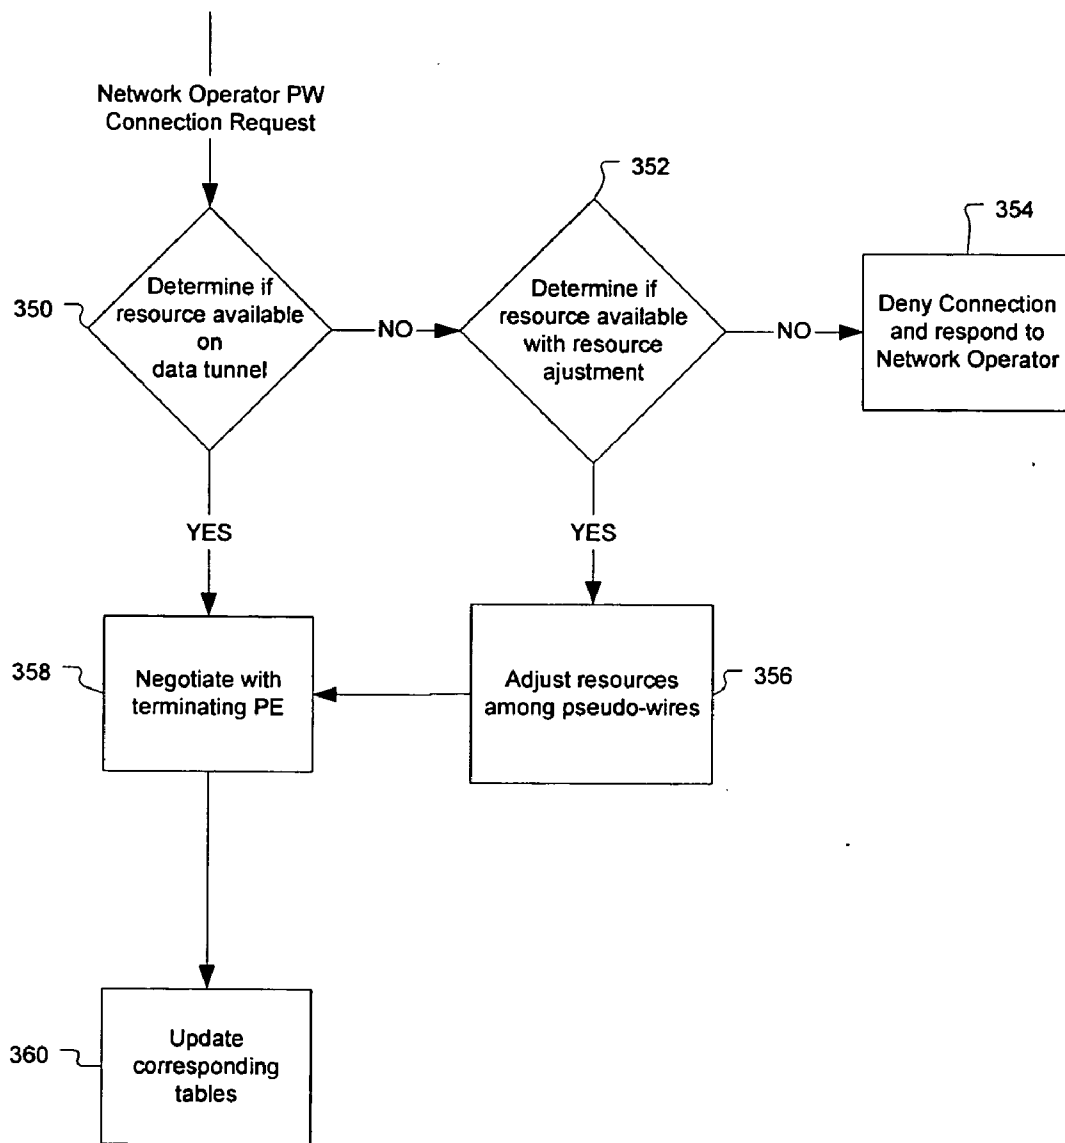 Network Operator PW
Connection Request
352
354
350
Determine if
resource available
on
data tunnel
NO
Determine if
resource available
with resource
ajustment
NO
Deny Connection
and respond to
Network Operator
YES
YES
358
Negotiate with
terminating PE
Adjust resources
among pseudo-wires
356
360
Update
corresponding
tables